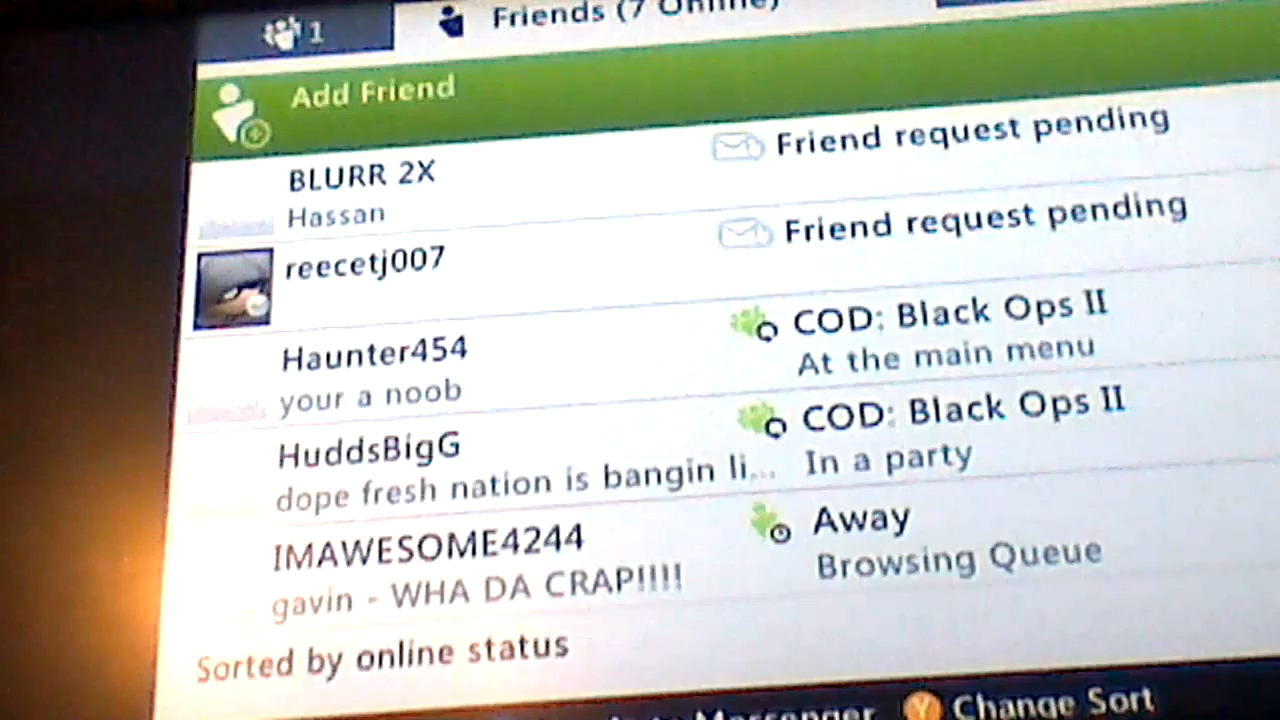 1
Friends (7 Online)
Add Friend
BLURR 2X
Friend request pending
Hassan
reecetj007
Friend request pending
Haunter454
COD: Black Ops II
your a noob
At the main menu
HuddsBigG
COD: Black Ops II
dope fresh nation is bangin li...
In a party
IMAWESOME4244
Away
gavin - WHA DA CRAP!!!!
Browsing Queue
Sorted by online status
Messenger
Y Change Sort